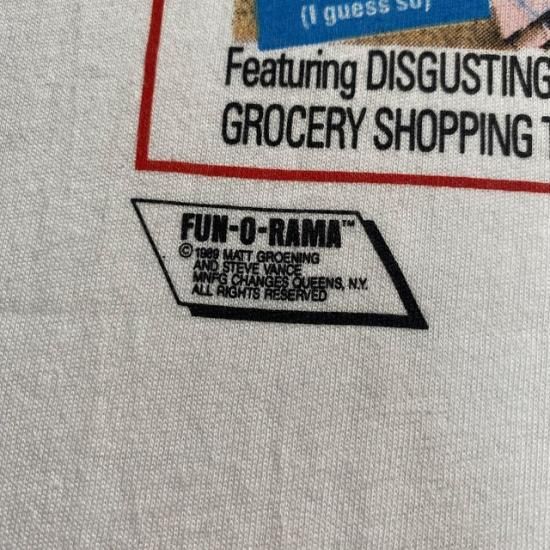 (I guess so)
Featuring DISGUSTING
GROCERY SHOPPING T
FUN-O-RAMA™
© 1989 MATT GROENING
AND STEVE VANCE
MNFG CHANGES QUEENS, N.Y.
ALL RIGHTS RESERVED